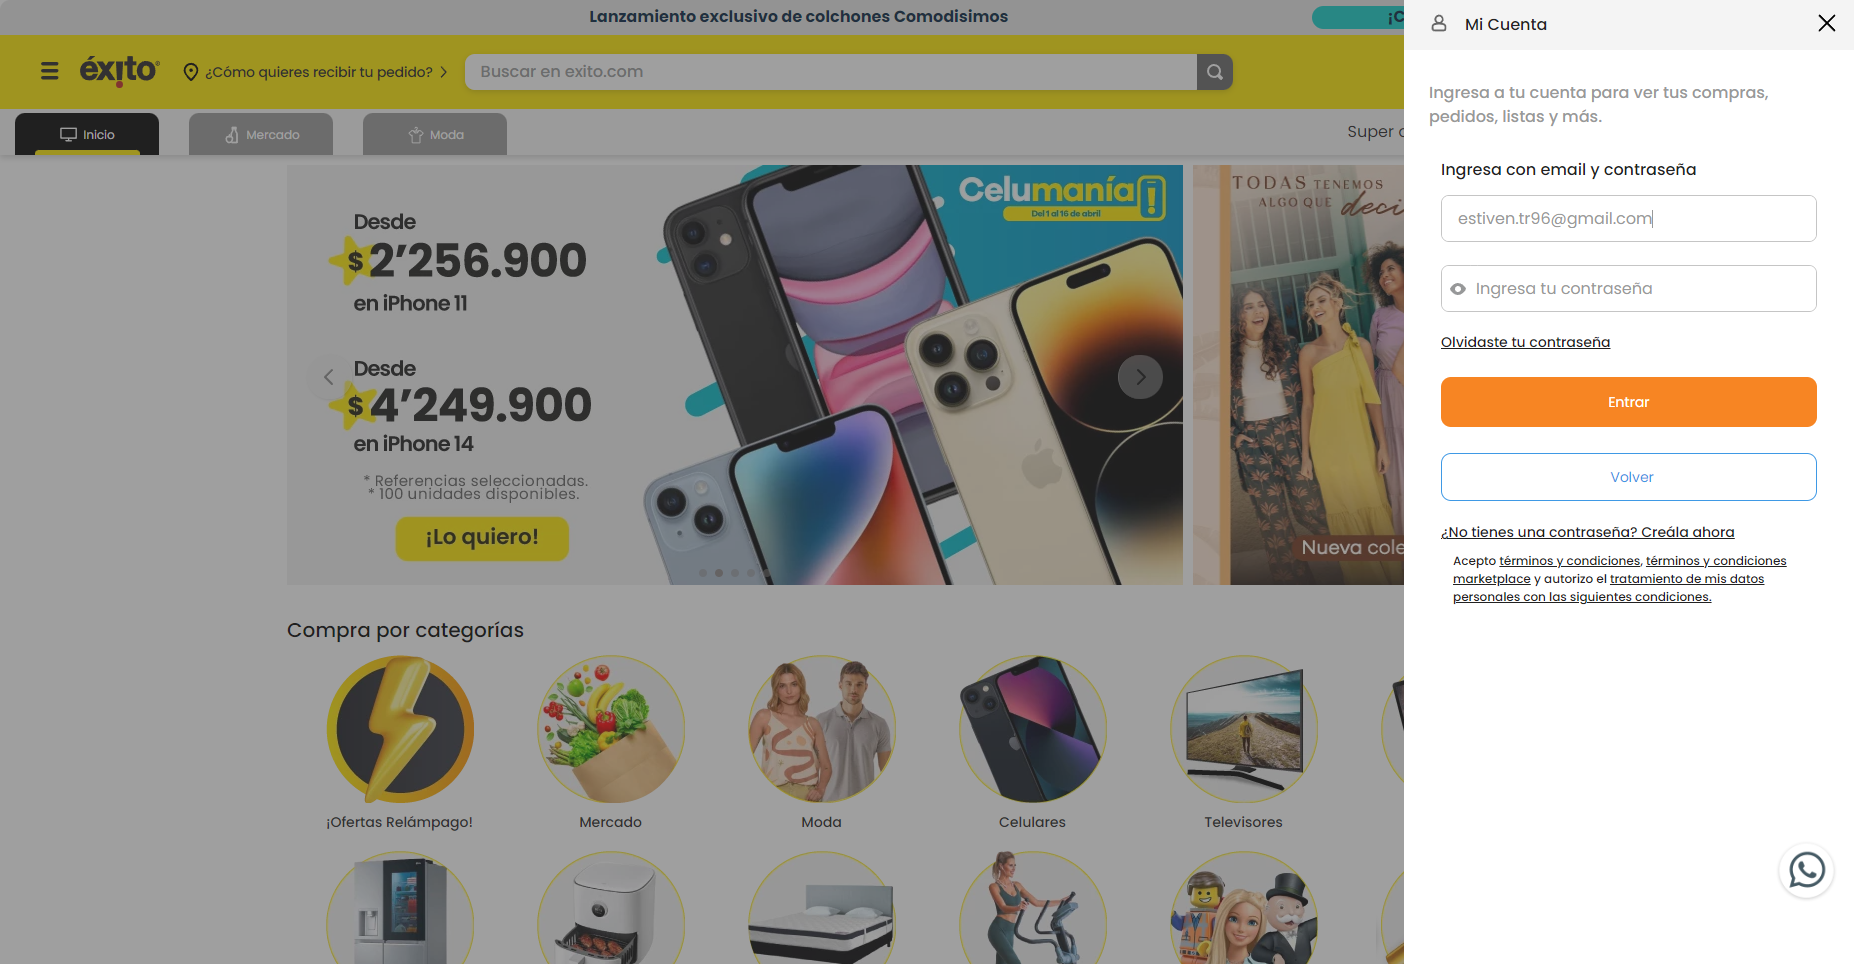 Lanzamiento exclusivo de colchones Comodisimos
¡C
éxito
¿Cómo quieres recibir tu pedido?
Buscar en exito.com
Inicio
Mercado
Moda
Super
Desde
$2'256.900
en iPhone 11
Desde
$4'249.900
en iPhone 14
* Referencias seleccionadas.
* 100 unidades disponibles.
¡Lo quiero!
Celumanía
Del 1 al 16 de abril
TODAS TENEMOS
ALGO QUE deci
Nueva cole
Compra por categorías
¡Ofertas Relámpago!
Mercado
Moda
Celulares
Televisores
Mi Cuenta
Ingresa a tu cuenta para ver tus compras,
pedidos, listas y más.
Ingresa con email y contraseña
estiven.tr96@gmail.com
Ingresa tu contraseña
Olvidaste tu contraseña
Entrar
Volver
¿No tienes una contraseña? Creála ahora
Acepto términos y condiciones, términos y condiciones
marketplace y autorizo el tratamiento de mis datos
personales con las siguientes condiciones.